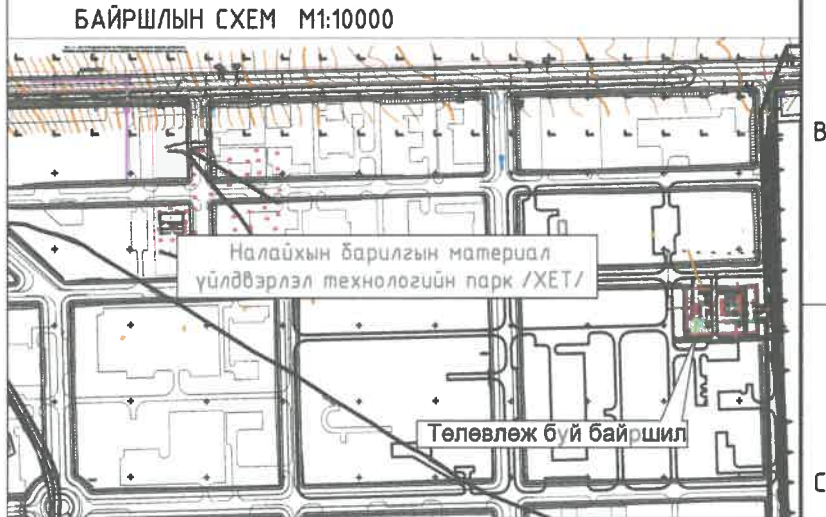 БАЙРШЛЫН СХЕМ М1:10000
B
Налайхын барилгын материал
үйлдвэрлэл технологийн парк /ХЕТ/
Төлөвлөж буй байршил
C